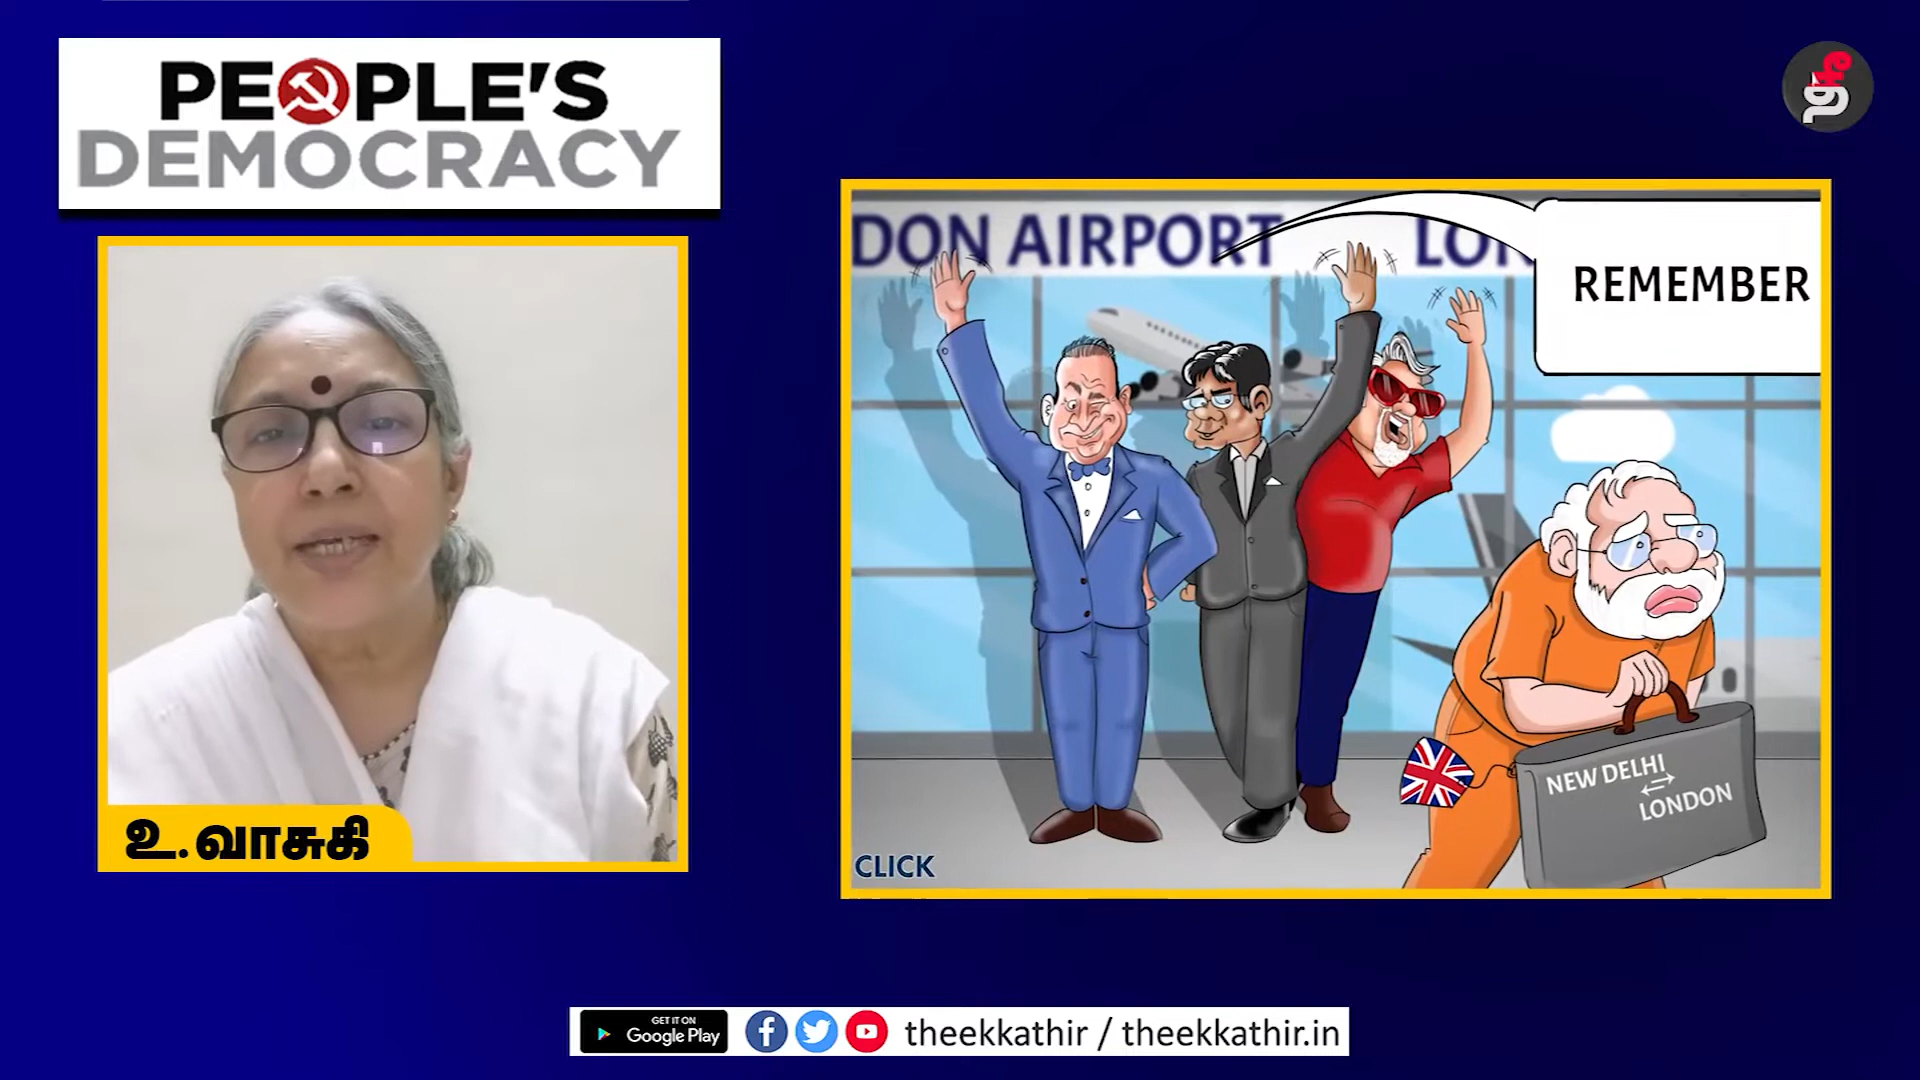 PEOPLE'S
DEMOCRACY
தீ
DON AIRPORT LON
REMEMBER
உ.வாசுகி
NEW DELHI
LONDON
CLICK
GET IT ON
Google Play
theekkathir / theekkathir.in